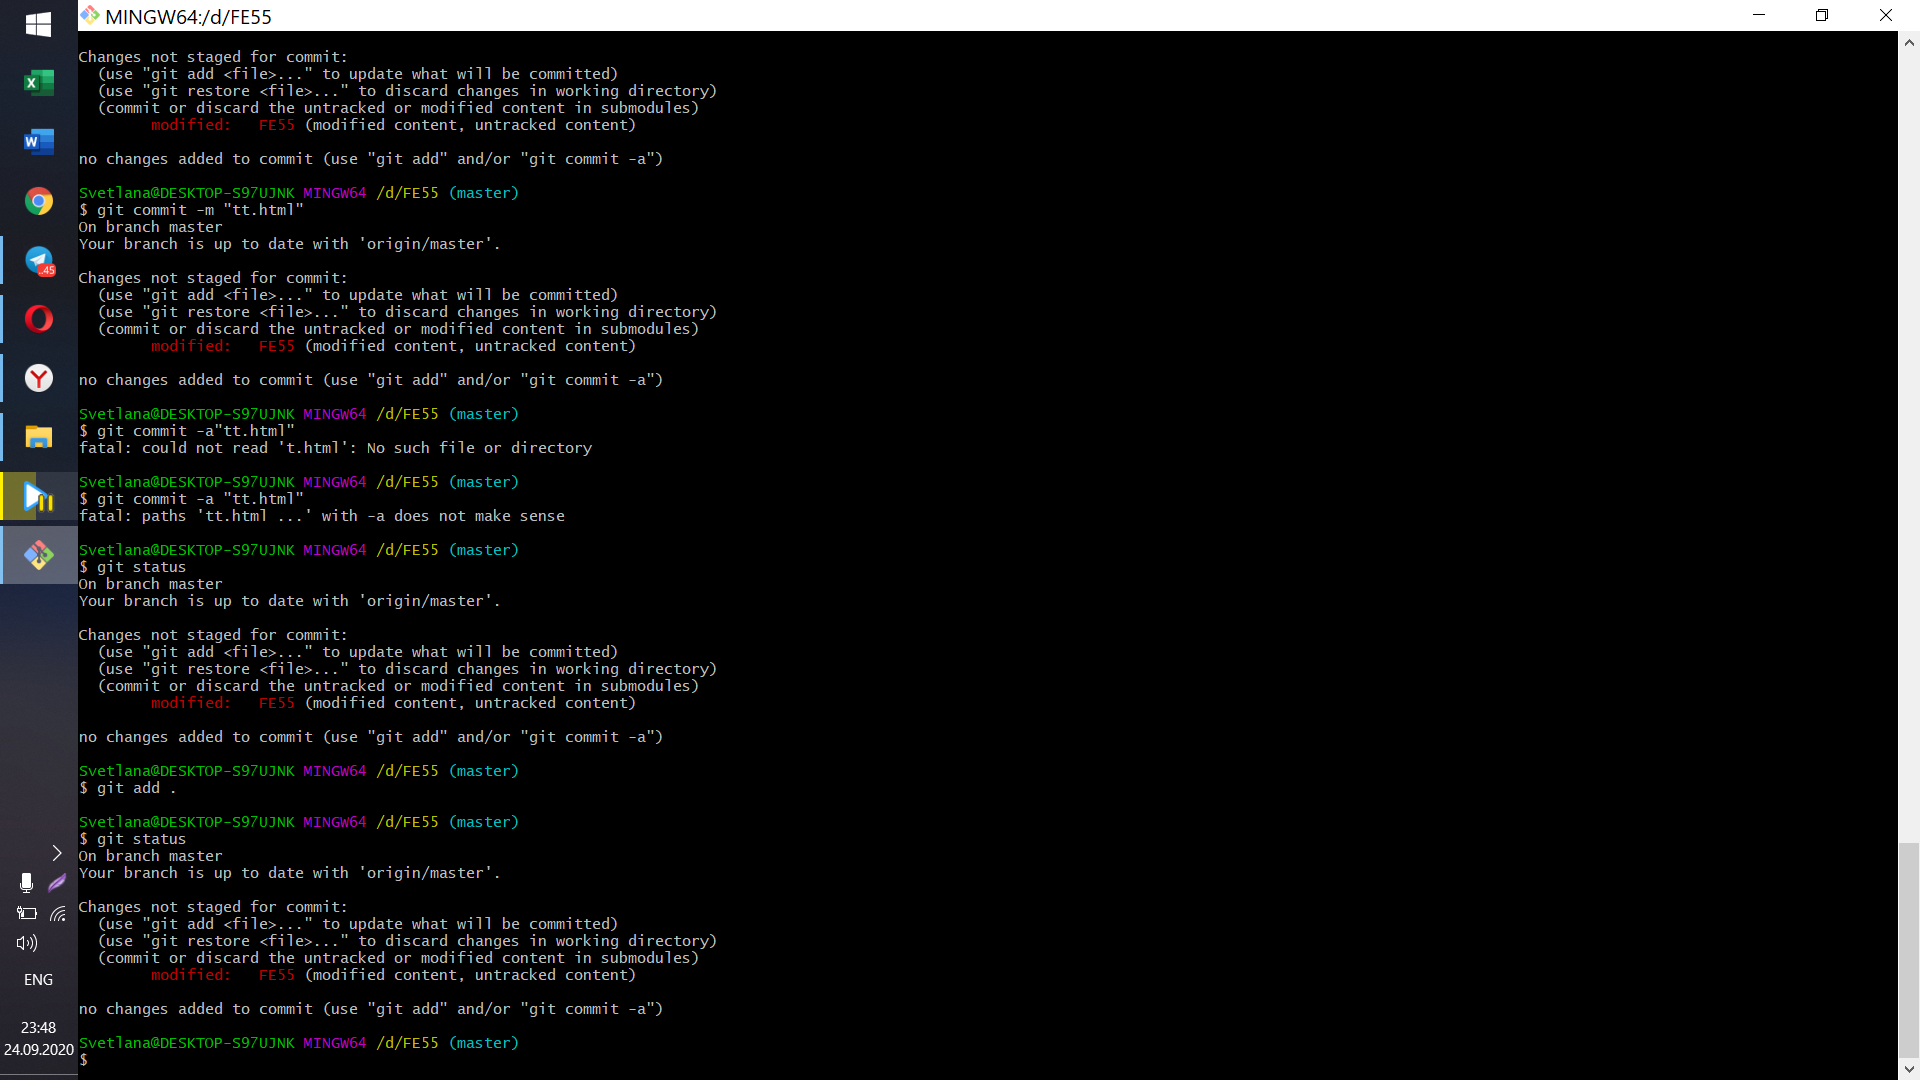 MINGW64:/d/FE55
Changes not staged for commit:
(use "git add <file>..." to update what will be committed)
(use "git restore <file>..." to discard changes in working directory)
(commit or discard the untracked or modified content in submodules)
modified:   FE55 (modified content, untracked content)
no changes added to commit (use "git add" and/or "git commit -a")
Svetlana@DESKTOP-S97UJNK MINGW64 /d/FE55 (master)
$ git commit -m "tt.html"
On branch master
Your branch is up to date with 'origin/master'.
Changes not staged for commit:
(use "git add <file>..." to update what will be committed)
(use "git restore <file>..." to discard changes in working directory)
(commit or discard the untracked or modified content in submodules)
modified:   FE55 (modified content, untracked content)
no changes added to commit (use "git add" and/or "git commit -a")
Svetlana@DESKTOP-S97UJNK MINGW64 /d/FE55 (master)
$ git commit -a"tt.html"
fatal: could not read 't.html': No such file or directory
Svetlana@DESKTOP-S97UJNK MINGW64 /d/FE55 (master)
$ git commit -a "tt.html"
fatal: paths 'tt.html ...' with -a does not make sense
Svetlana@DESKTOP-S97UJNK MINGW64 /d/FE55 (master)
$ git status
On branch master
Your branch is up to date with 'origin/master'.
Changes not staged for commit:
(use "git add <file>..." to update what will be committed)
(use "git restore <file>..." to discard changes in working directory)
(commit or discard the untracked or modified content in submodules)
modified:   FE55 (modified content, untracked content)
no changes added to commit (use "git add" and/or "git commit -a")
Svetlana@DESKTOP-S97UJNK MINGW64 /d/FE55 (master)
$ git add .
Svetlana@DESKTOP-S97UJNK MINGW64 /d/FE55 (master)
$ git status
On branch master
Your branch is up to date with 'origin/master'.
Changes not staged for commit:
(use "git add <file>..." to update what will be committed)
(use "git restore <file>..." to discard changes in working directory)
(commit or discard the untracked or modified content in submodules)
modified:   FE55 (modified content, untracked content)
no changes added to commit (use "git add" and/or "git commit -a")
Svetlana@DESKTOP-S97UJNK MINGW64 /d/FE55 (master)
$
.45
ENG
23:48
24.09.2020